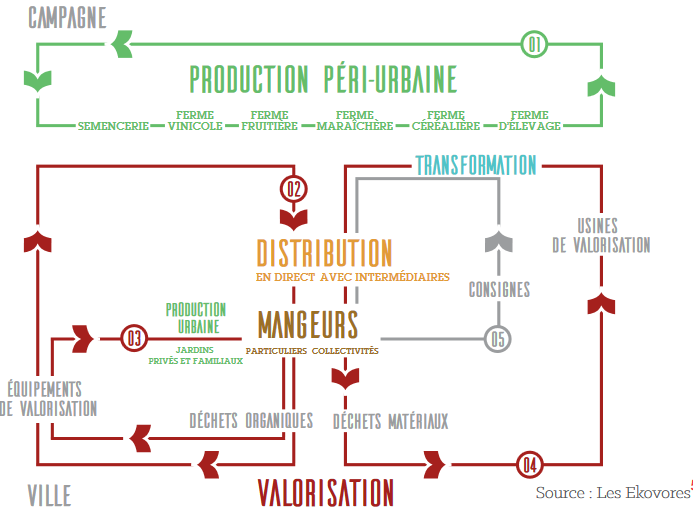 CAMPAGNE
01
PRODUCTION PÉRI-URBAINE
SEMENCERIE
FERME
VINICOLE
FERME
FRUITIÈRE
FERME
MARAÎCHÈRE
FERME
CÉRÉALIÈRE
FERME
D'ÉLEVAGE
TRANSFORMATION
02
USINES
DE VALORISATION
DISTRIBUTION
EN DIRECT AVEC INTERMÉDIAIRES
CONSIGNES
PRODUCTION
URBAINE
MANGEURS
03
05
JARDINS
PRIVÉS ET FAMILIAUX
PARTICULIERS COLLECTIVITÉS
ÉQUIPEMENTS
DE VALORISATION
DÉCHETS ORGANIQUES
DÉCHETS MATÉRIAUX
04
VILLE
VALORISATION
Source : Les Ekovores